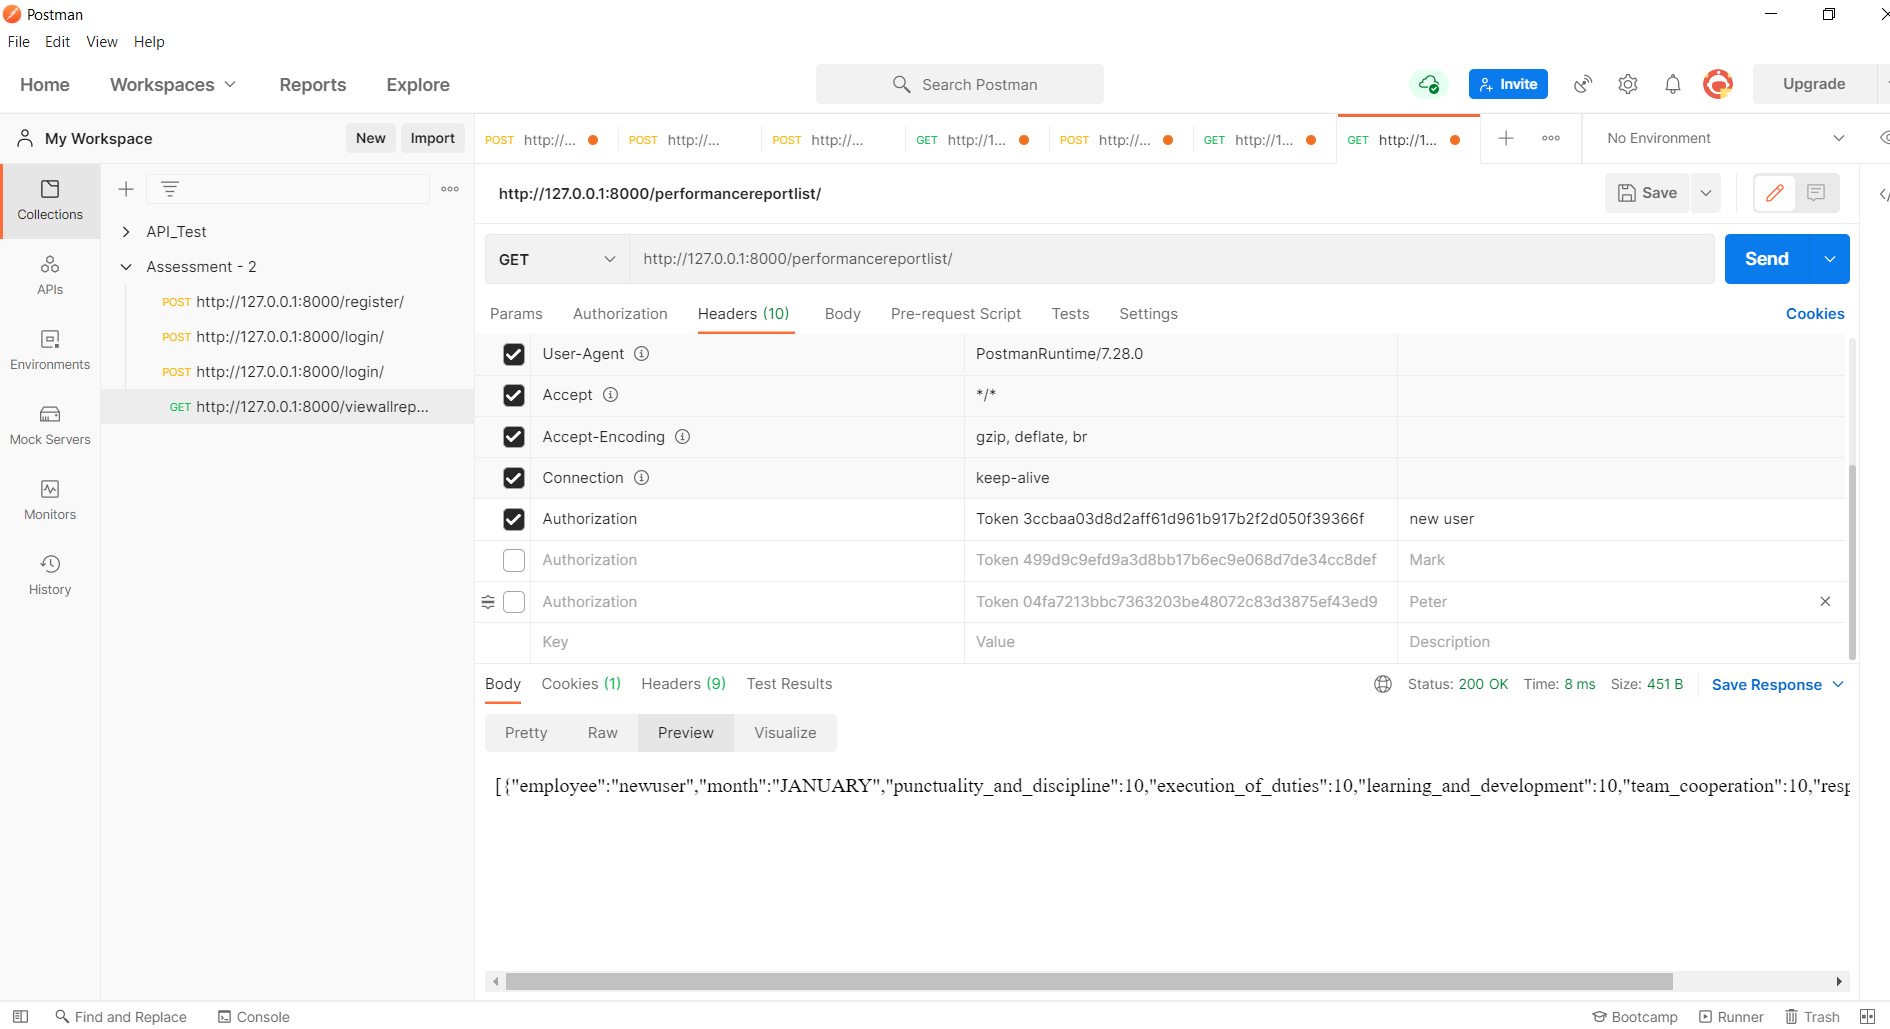 Postman
File Edit View Help
Home Workspaces Reports Explore Search Postman Invite Upgrade
My Workspace New Import
POST http://... POST http://... POST http://... GET http://1... POST http://... GET http://1... GET http://1... No Environment
Collections
APIs
Environments
Mock Servers
Monitors
History
API_Test
Assessment - 2
POST http://127.0.0.1:8000/register/
POST http://127.0.0.1:8000/login/
POST http://127.0.0.1:8000/login/
GET http://127.0.0.1:8000/viewallrep...
http://127.0.0.1:8000/performancereportlist/ Save
GET http://127.0.0.1:8000/performancereportlist/ Send
Params Authorization Headers (10) Body Pre-request Script Tests Settings Cookies
User-Agent PostmanRuntime/7.28.0
Accept */*
Accept-Encoding gzip, deflate, br
Connection keep-alive
Authorization Token 3ccbaa03d8d2aff61d961b917b2f2d050f39366f new user
Authorization Token 499d9c9efd9a3d8bb17b6ec9e068d7de34cc8def Mark
Authorization Token 04fa7213bbc7363203be48072c83d3875ef43ed9 Peter
Key Value Description
Body Cookies (1) Headers (9) Test Results Status: 200 OK Time: 8 ms Size: 451 B Save Response
Pretty Raw Preview Visualize
[{"employee":"newuser","month":"JANUARY","punctuality_and_discipline":10,"execution_of_duties":10,"learning_and_development":10,"team_cooperation":10,"resp
Find and Replace Console Bootcamp Runner Trash